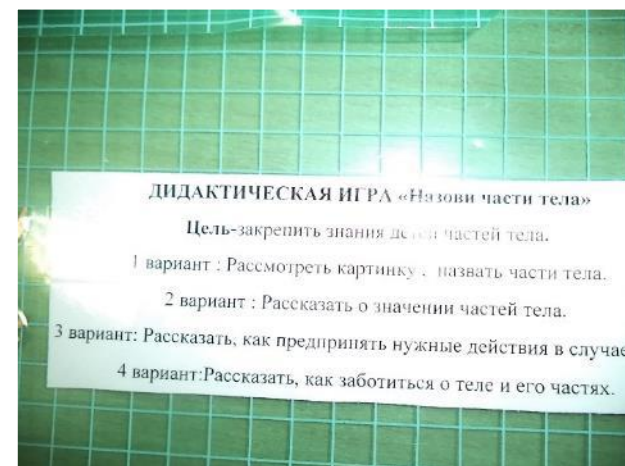 ДИДАКТИЧЕСКАЯ ИГРА «Назови части тела»
Цель-закрепить знания детей частей тела.
1 вариант : Рассмотреть картинку , назвать части тела.
2 вариант : Рассказать о значении частей тела.
3 вариант: Рассказать, как предпринять нужные действия в случае
4 вариант:Рассказать, как заботиться о теле и его частях.